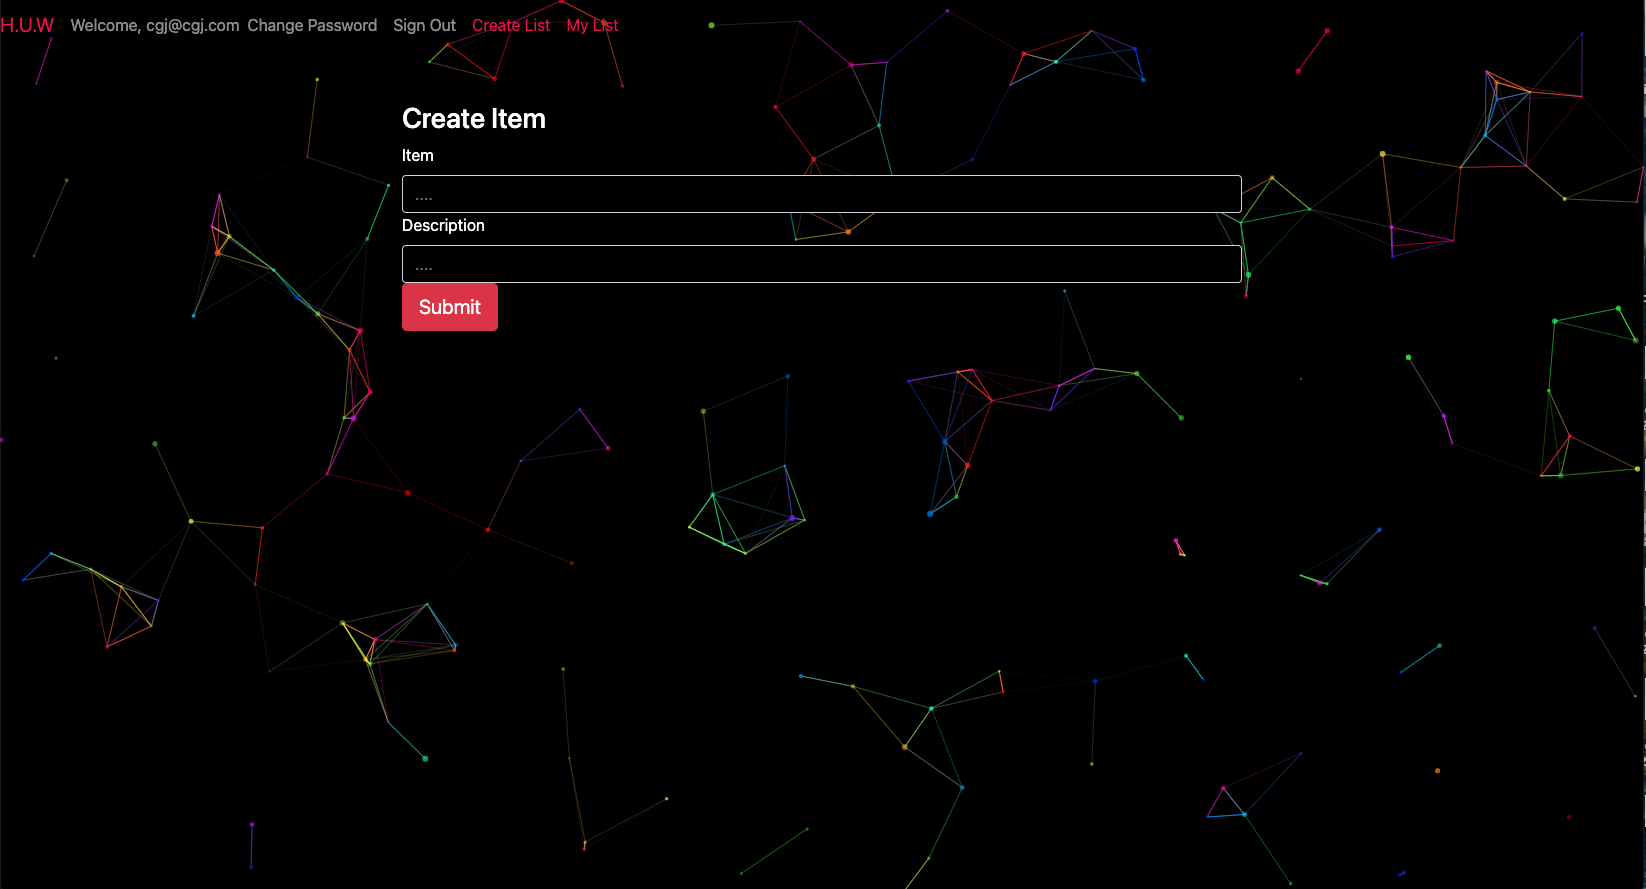 H.U.W Welcome, cgj@cgj.com Change Password Sign Out Create List My List
Create Item
Item
....
Description
....
Submit